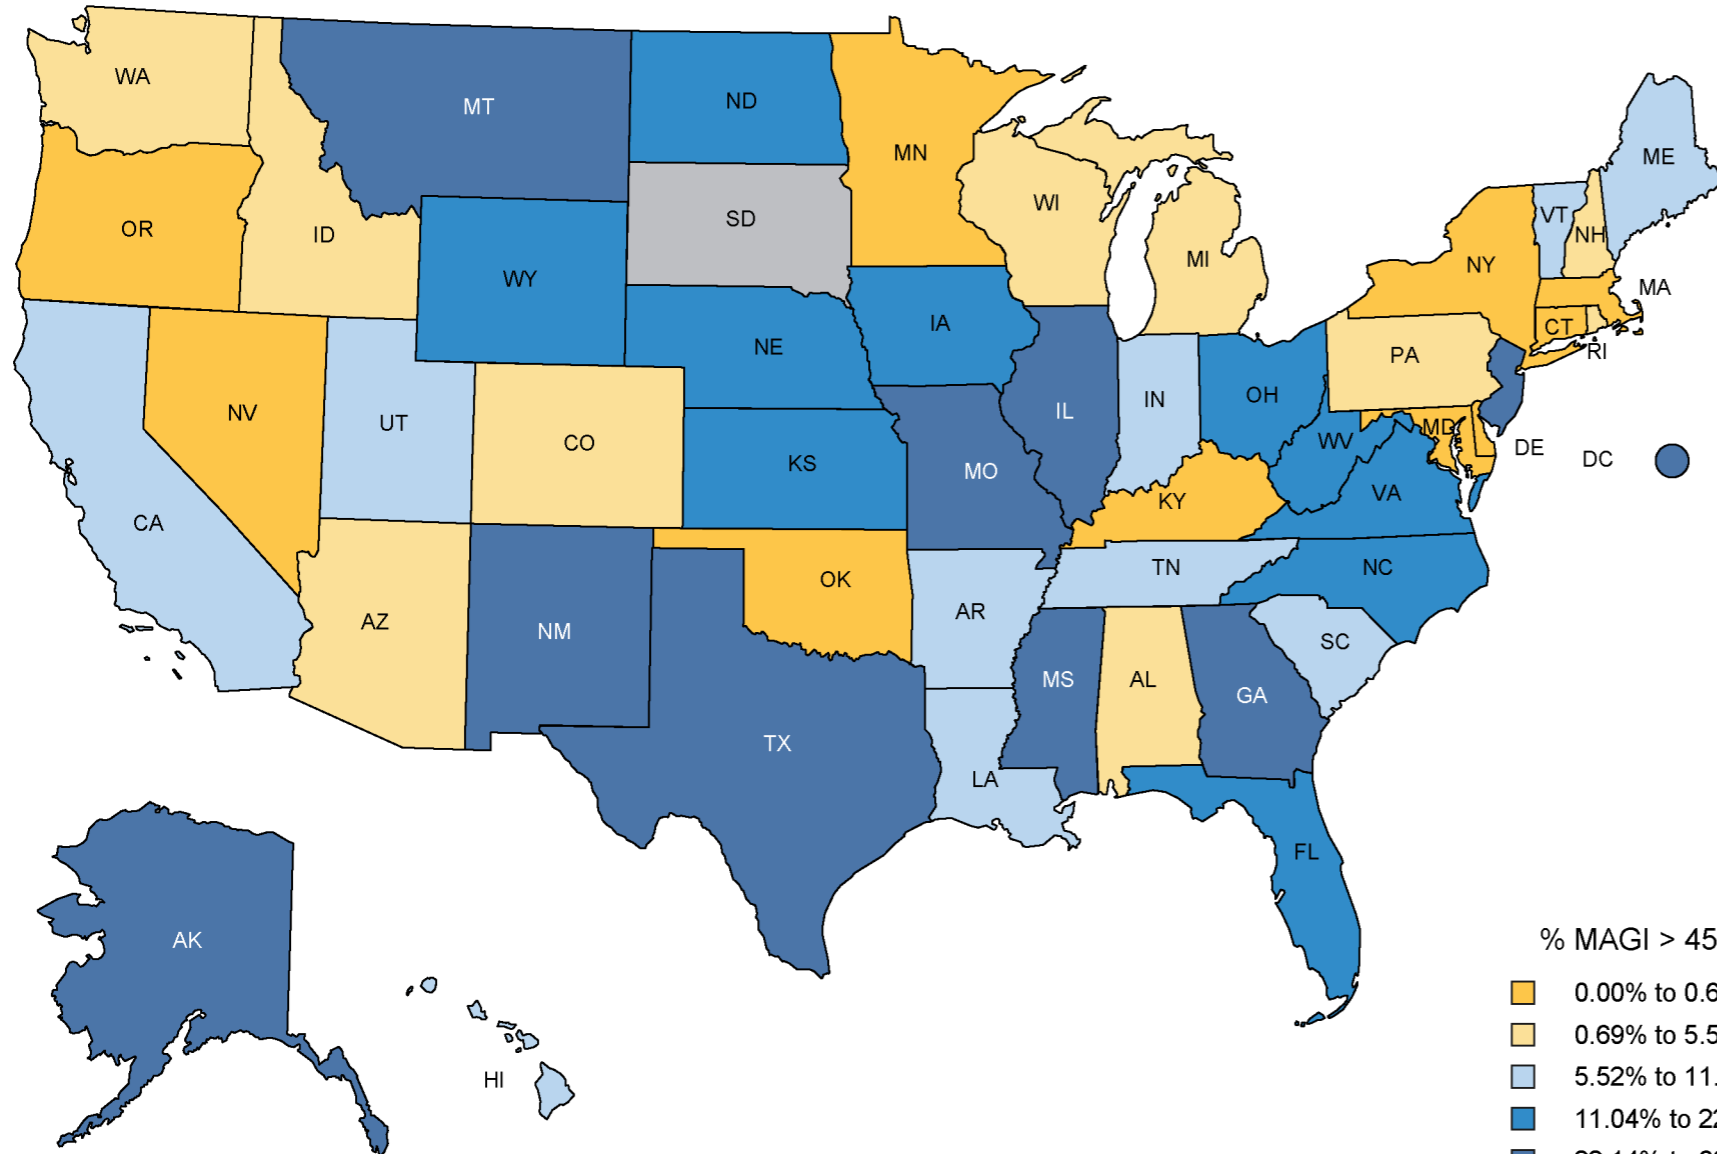 WA
MT
ND
MN
ME
OR
ID
SD
WI
VT
NH
WY
MI
NY
MA
IA
NE
CT
RI
PA
NV
UT
CO
IL
IN
OH
KS
MO
WV
MD
DE
DC
CA
KY
VA
OK
TN
NC
AZ
NM
AR
SC
MS
AL
GA
TX
LA
FL
AK
HI
% MAGI > 45
0.00% to 0.6
0.69% to 5.5
5.52% to 11.
11.04% to 22